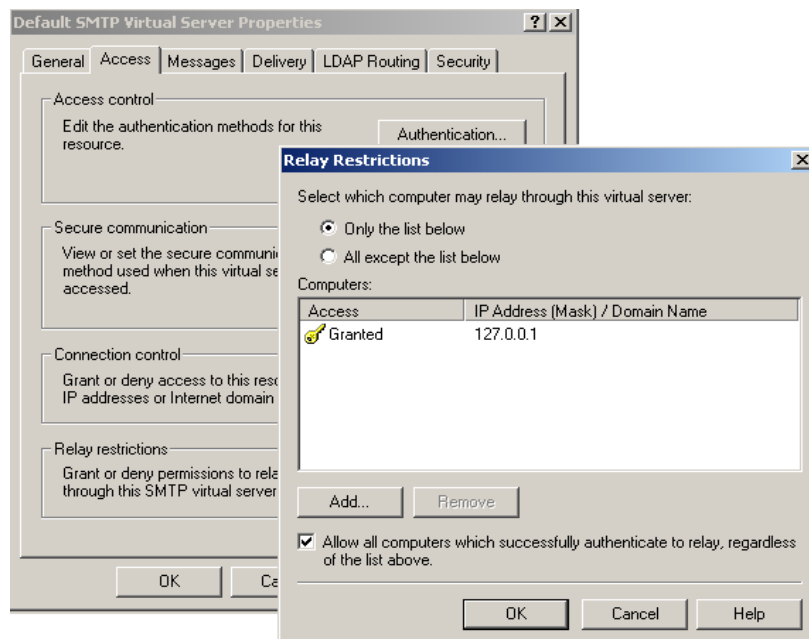 Default SMTP Virtual Server Properties
General Access Messages Delivery LDAP Routing Security
Access control
Edit the authentication methods for this
resource.
Authentication...
Secure communication
View or set the secure
method used when this virtual
accessed.
Connection control
Grant or deny access to this
IP addresses or Internet domain
Relay restrictions
Grant or deny permissions to
through this SMTP virtual server
OK
Relay Restrictions
Select which computer may relay through this virtual server:
Only the list below
All except the list below
Computers:
Access IP Address (Mask) / Domain Name
Granted 127.0.0.1
Add... Remove
Allow all computers which successfully authenticate to relay, regardless
of the list above.
OK Cancel Help